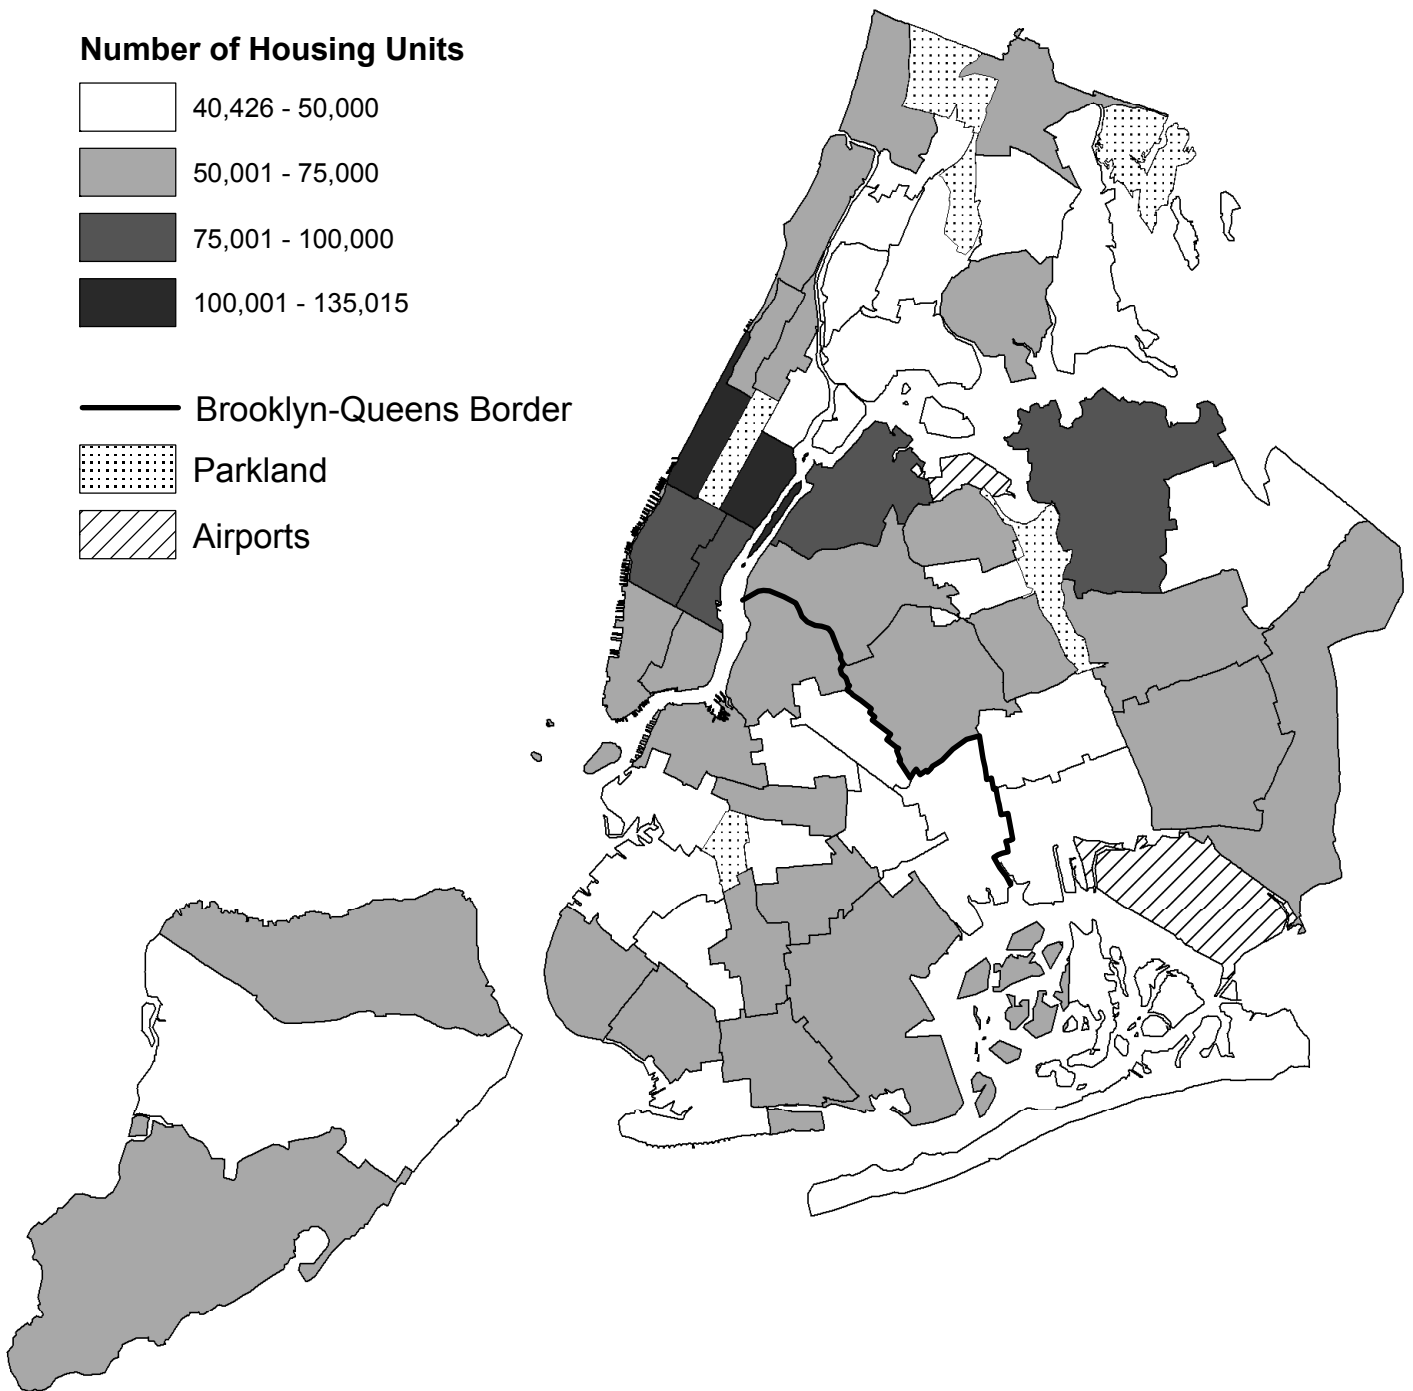 Number of Housing Units
40,426 - 50,000
50,001 - 75,000
75,001 - 100,000
100,001 - 135,015
Brooklyn-Queens Border
Parkland
Airports